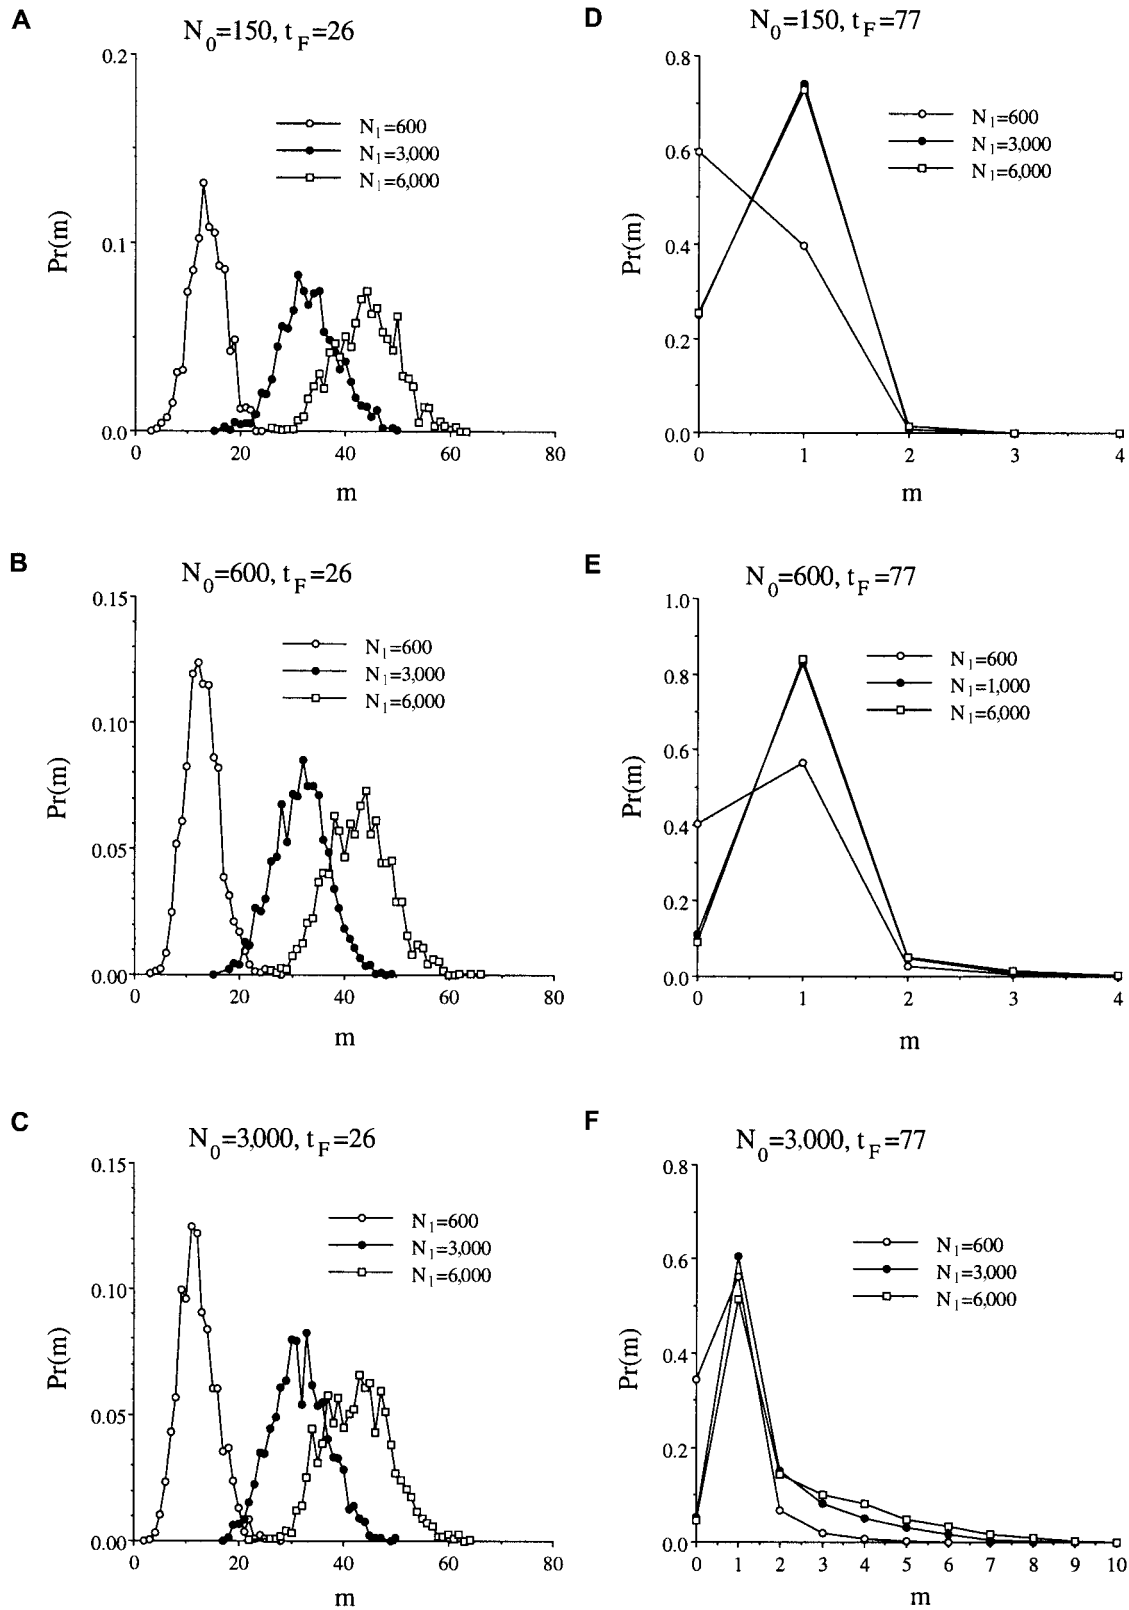 A
N0=150, tF=26
0.2
0.1
0.0
Pr(m)
N1=600
N1=3,000
N1=6,000
0 20 40 60 80
m
D
N0=150, tF=77
0.8
0.6
0.4
0.2
0.0
Pr(m)
N1=600
N1=3,000
N1=6,000
0 1 2 3 4
m
B
N0=600, tF=26
0.15
0.10
0.05
0.00
Pr(m)
N1=600
N1=3,000
N1=6,000
0 20 40 60 80
m
E
N0=600, tF=77
1.0
0.8
0.6
0.4
0.2
0.0
Pr(m)
N1=600
N1=1,000
N1=6,000
0 1 2 3 4
m
C
N0=3,000, tF=26
0.15
0.10
0.05
0.00
Pr(m)
N1=600
N1=3,000
N1=6,000
0 20 40 60 80
m
F
N0=3,000, tF=77
0.8
0.6
0.4
0.2
0.0
Pr(m)
N1=600
N1=3,000
N1=6,000
0 1 2 3 4 5 6 7 8 9 10
m